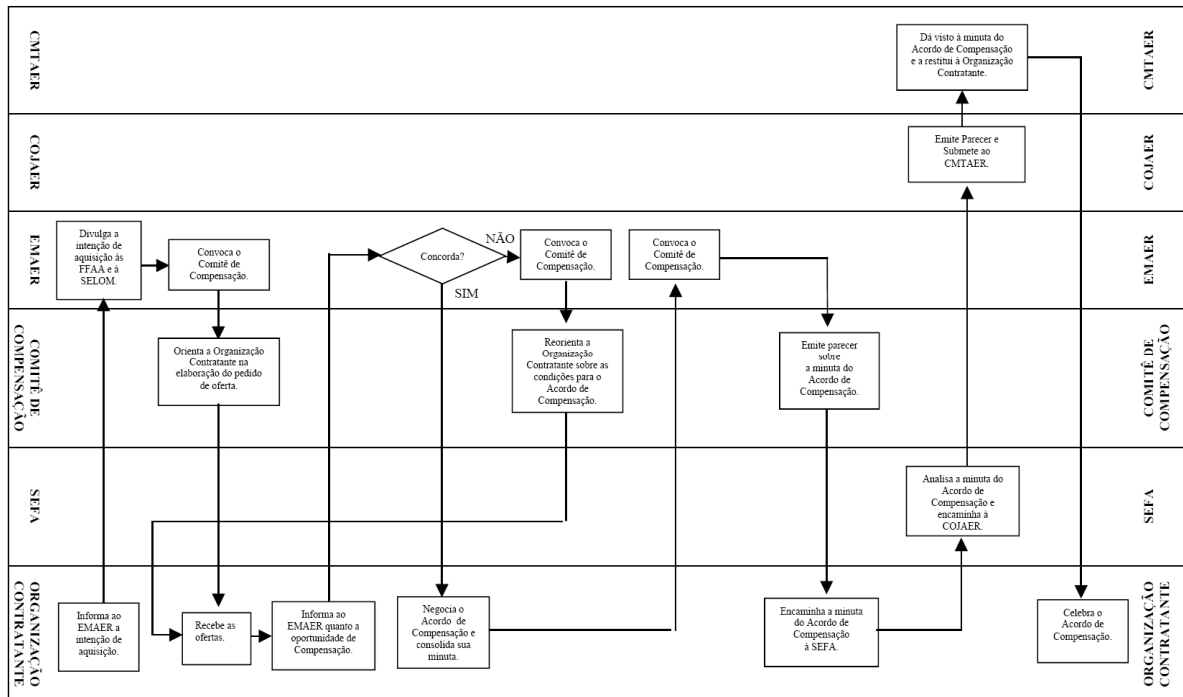 CMTAER
Dá visto à minuta do
Acordo de Compensação
e a restitui à Organização
Contratante.
CMTAER
COJAER
Emite Parecer e
Submete ao
CMTAER.
COJAER
EMAER
Divulga a
intenção de
aquisição às
FFAA e à
SELOM.
Convoca o
Comitê de
Compensação.
Concorda?
NÃO
SIM
Convoca o
Comitê de
Compensação.
Convoca o
Comitê de
Compensação.
EMAER
COMITÊ DE
COMPENSAÇÃO
Orienta a Organização
Contratante na
elaboração do pedido
de oferta.
Reorienta a
Organização
Contratante sobre as
condições para o
Acordo de
Compensação.
Emite parecer
sobre
a minuta do
Acordo de
Compensação.
COMITÊ DE
COMPENSAÇÃO
SEFA
Analisa a minuta do
Acordo de
Compensação e
encaminha à
COJAER.
SEFA
ORGANIZAÇÃO
CONTRATANTE
Informa ao
EMAER a
intenção de
aquisição.
Recebe as
ofertas.
Informa ao
EMAER quanto a
oportunidade de
Compensação.
Negocia o
Acordo de
Compensação e
consolida sua
minuta.
Encaminha a minuta
do Acordo de
Compensação
à SEFA.
Celebra o
Acordo de
Compensação.
ORGANIZAÇÃO
CONTRATANTE